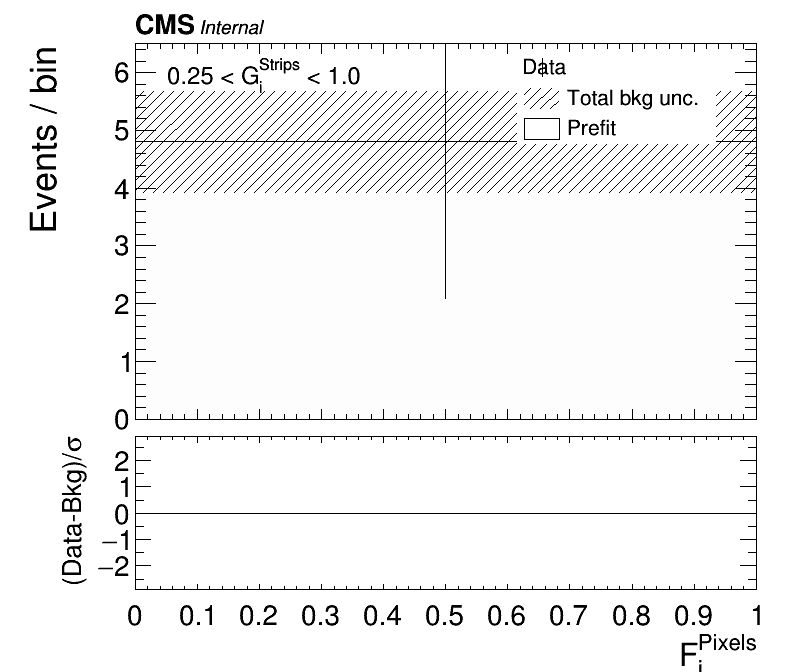 CMS Internal
Events / bin
0.25 < G_i^Strips < 1.0
Data
Total bkg unc.
Prefit
6
5
4
3
2
1
0
(Data-Bkg)/σ
2
1
0
−1
−2
0 0.1 0.2 0.3 0.4 0.5 0.6 0.7 0.8 0.9 1
F_i^Pixels